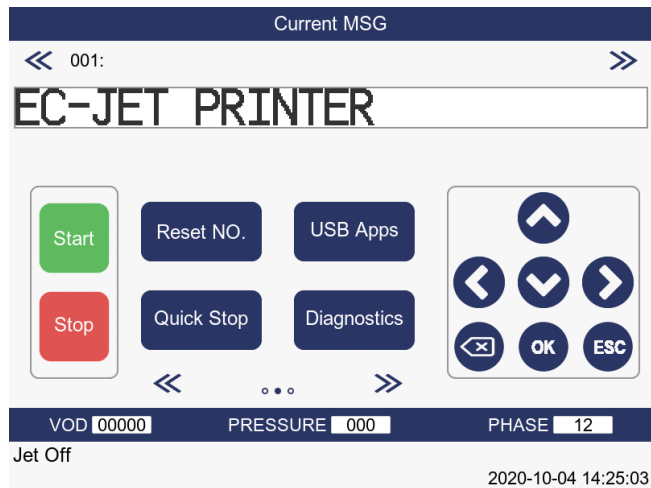 Current MSG
001:
EC-JET PRINTER
Start
Reset NO.
USB Apps
Stop
Quick Stop
Diagnostics
OK
ESC
VOD 00000 PRESSURE 000 PHASE 12
Jet Off
2020-10-04 14:25:03